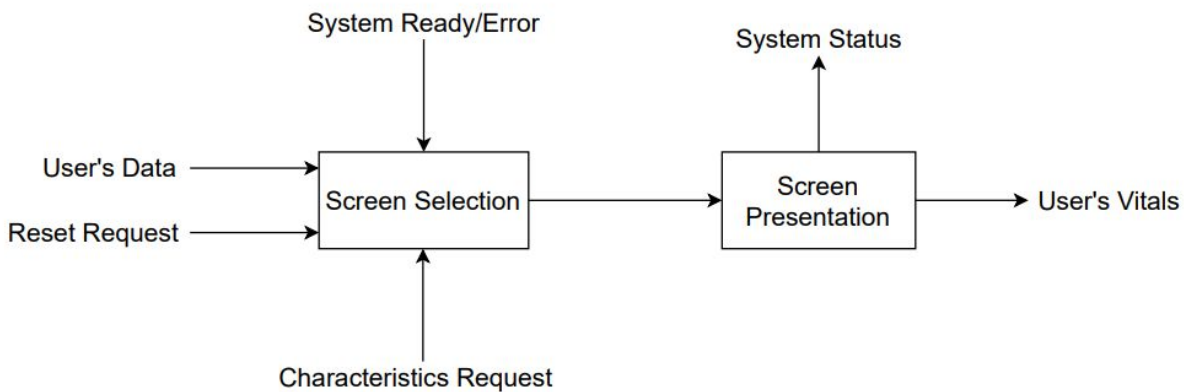 System Ready/Error
System Status
User's Data
Screen Selection
Screen
Presentation
User's Vitals
Reset Request
Characteristics Request